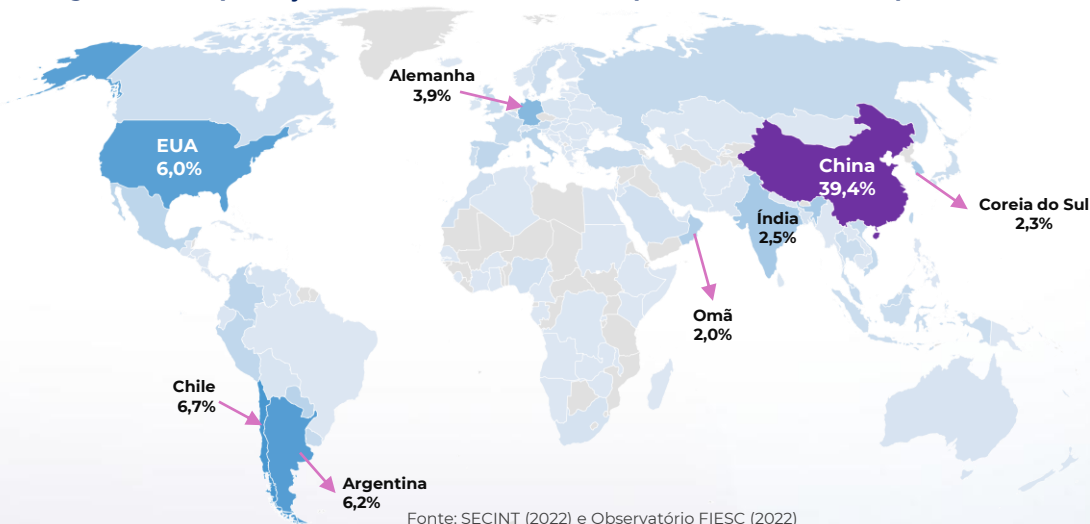 Alemanha
3,9%
EUA
6,0%
China
39,4%
Coreia do Sul
2,3%
Índia
2,5%
Omã
2,0%
Chile
6,7%
Argentina
6,2%
Fonte: SECINT (2022) e Observatório FIESC (2022)